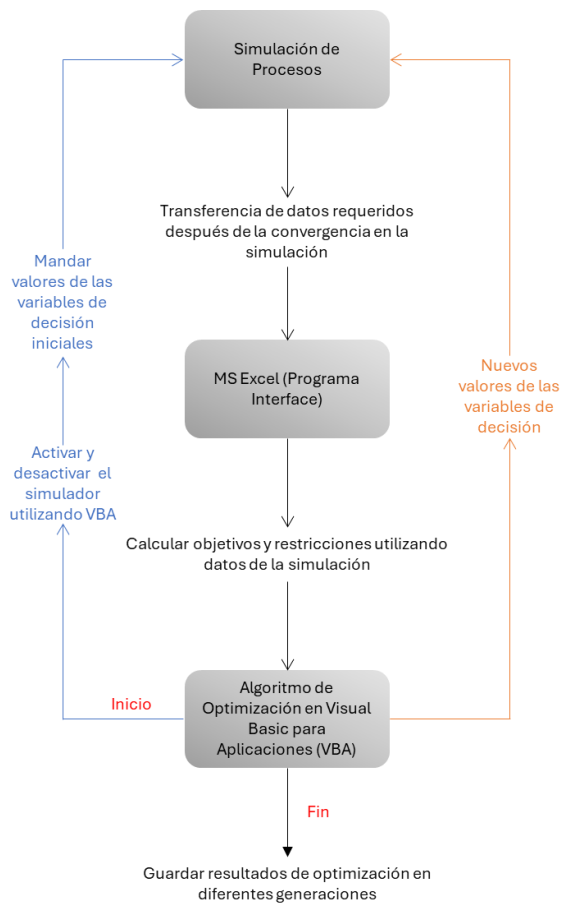 Simulación de
Procesos
Transferencia de datos requeridos
después de la convergencia en la
simulación
Mandar
valores de las
variables de
decisión
iniciales
MS Excel (Programa
Interface)
Nuevos
valores de las
variables de
decisión
Activar y
desactivar el
simulador
utilizando VBA
Calcular objetivos y restricciones utilizando
datos de la simulación
Inicio
Algoritmo de
Optimización en Visual
Basic para
Aplicaciones (VBA)
Fin
Guardar resultados de optimización en
diferentes generaciones